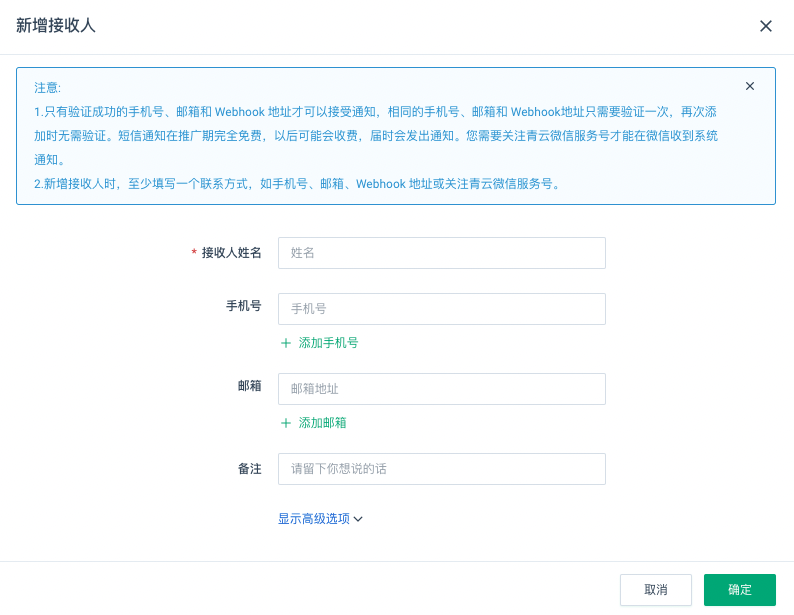 新增接收人
注意:
1.只有验证成功的手机号、邮箱和 Webhook 地址才可以接受通知，相同的手机号、邮箱和 Webhook地址只需要验证一次，再次添
加时无需验证。短信通知在推广期完全免费，以后可能会收费，届时会发出通知。您需要关注青云微信服务号才能在微信收到系统
通知。
2.新增接收人时，至少填写一个联系方式，如手机号、邮箱、Webhook 地址或关注青云微信服务号。
* 接收人姓名 姓名
手机号 手机号
+ 添加手机号
邮箱 邮箱地址
+ 添加邮箱
备注 请留下你想说的话
显示高级选项
取消 确定